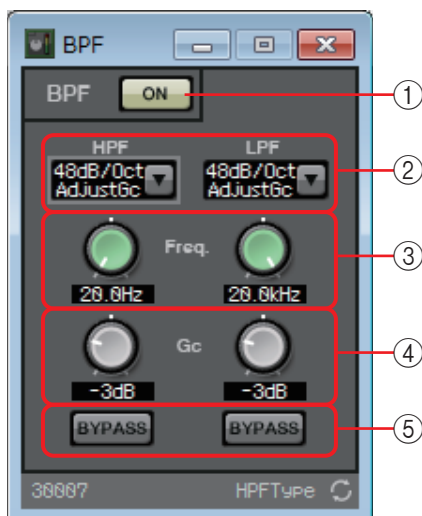 BPF
BPF ON ①
HPF LPF
48dB/Oct 48dB/Oct ②
AdjustGc AdjustGc
Freq. ③
20.0Hz 20.0kHz
Gc ④
-3dB -3dB
BYPASS BYPASS ⑤
30007 HPFType